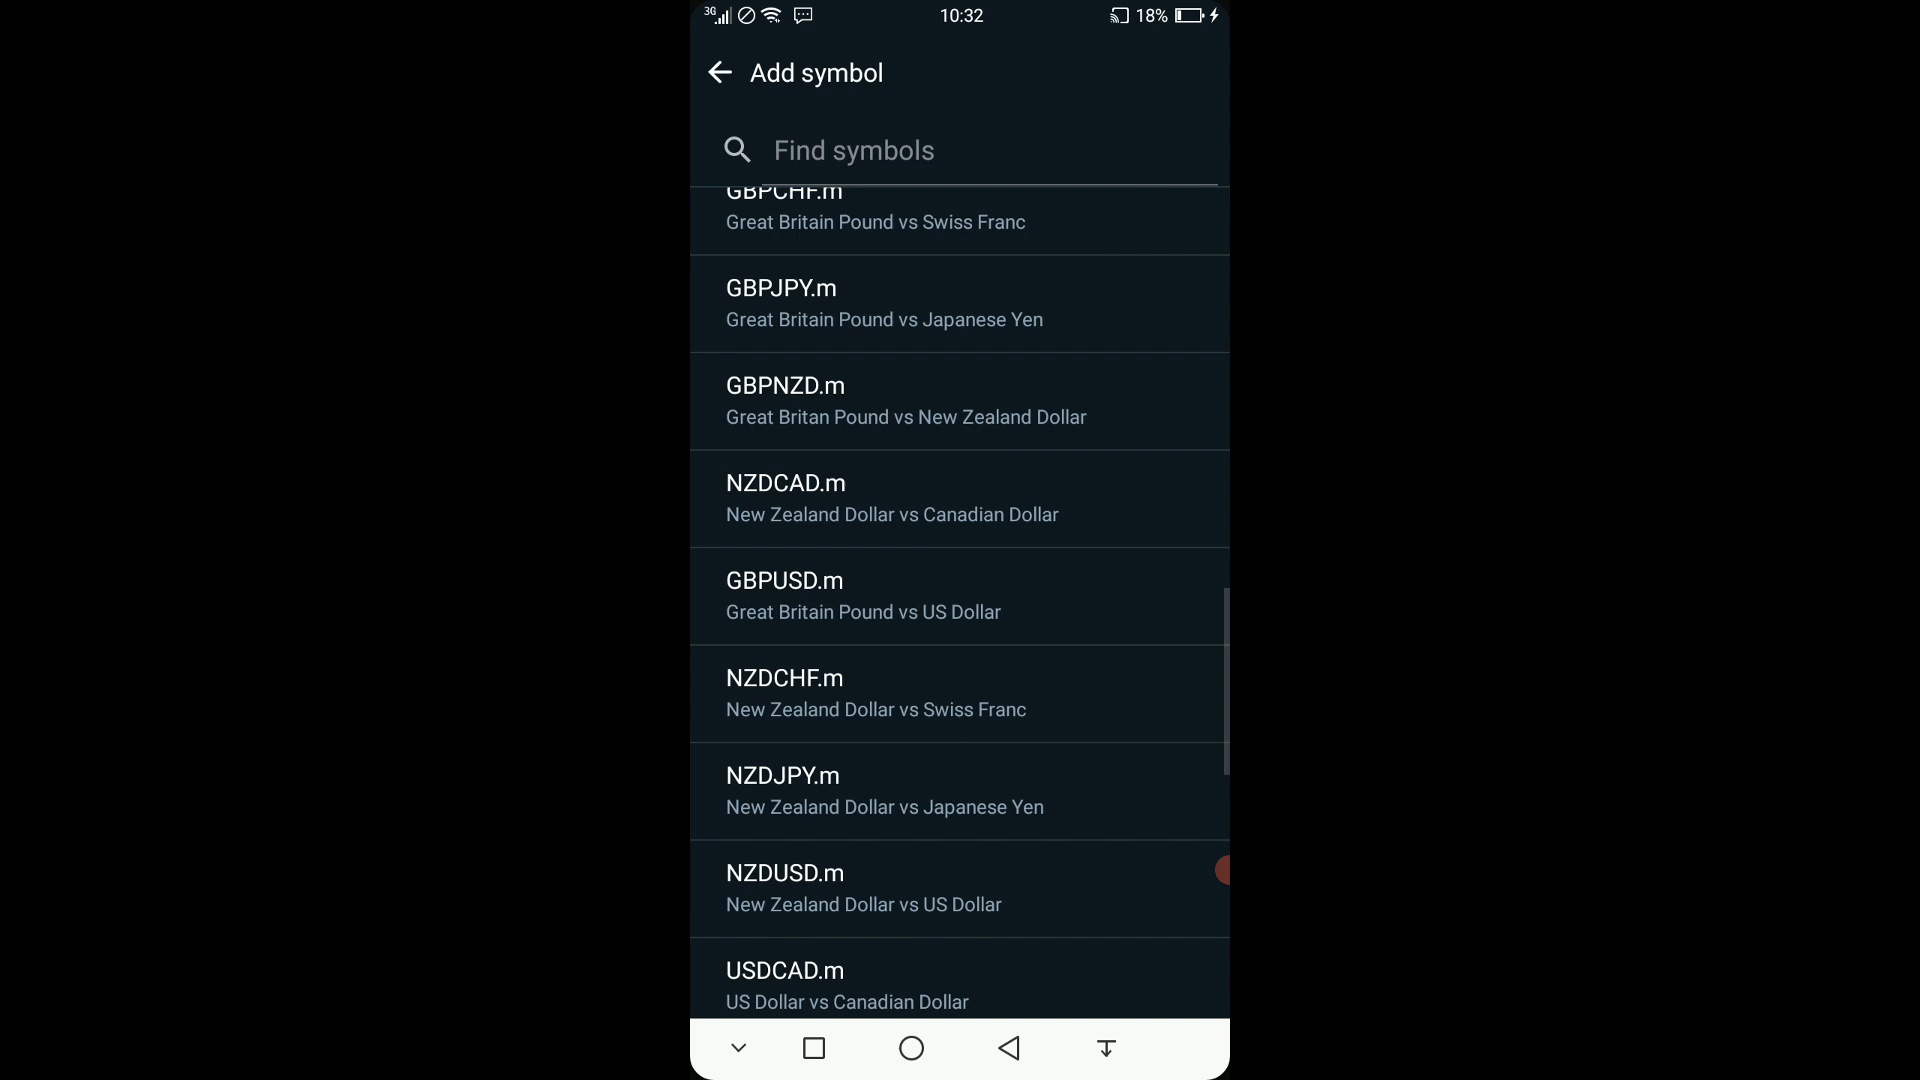 3G
10:32
18%
Add symbol
Find symbols
GBPCHF.m
Great Britain Pound vs Swiss Franc
GBPJPY.m
Great Britain Pound vs Japanese Yen
GBPNZD.m
Great Britan Pound vs New Zealand Dollar
NZDCAD.m
New Zealand Dollar vs Canadian Dollar
GBPUSD.m
Great Britain Pound vs US Dollar
NZDCHF.m
New Zealand Dollar vs Swiss Franc
NZDJPY.m
New Zealand Dollar vs Japanese Yen
NZDUSD.m
New Zealand Dollar vs US Dollar
USDCAD.m
US Dollar vs Canadian Dollar